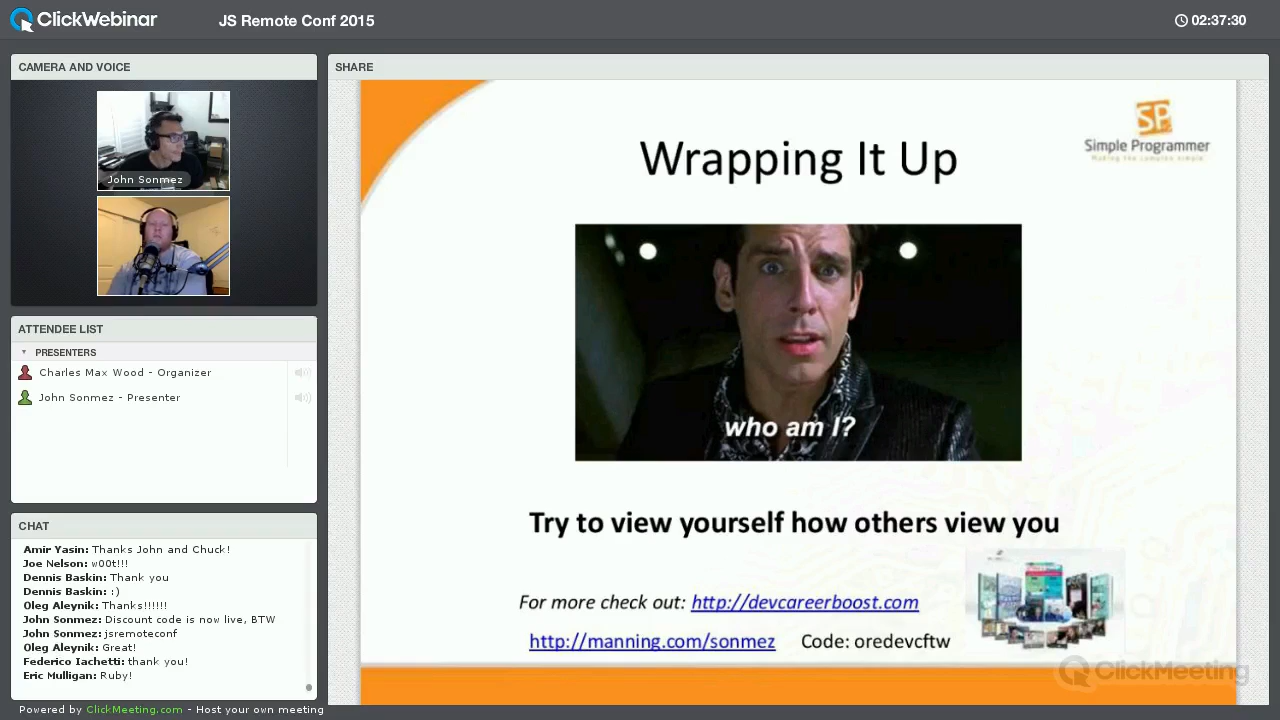 ClickWebinar
JS Remote Conf 2015
02:37:30
CAMERA AND VOICE
John Sonmez
ATTENDEE LIST
PRESENTERS
Charles Max Wood - Organizer
John Sonmez - Presenter
CHAT
Amir Yasin: Thanks John and Chuck!
Joe Nelson: w00t!!!
Dennis Baskin: Thank you
Dennis Baskin: :)
Oleg Aleynik: Thanks!!!!!!
John Sonmez: Discount code is now live, BTW
John Sonmez: jsremoteconf
Oleg Aleynik: Great!
Federico Iachetti: thank you!
Eric Mulligan: Ruby!
Powered by ClickMeeting.com - Host your own meeting
SHARE
SP
Simple Programmer
Making the complex simple
Wrapping It Up
who am I?
Try to view yourself how others view you
For more check out: http://devcareerboost.com
http://manning.com/sonmez Code: oredevcftw
ClickMeeting